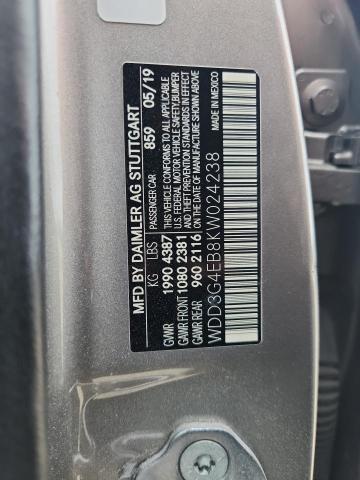 MFD BY DAIMLER AG STUTTGART
KG LBS PASSENGER CAR 859 05/19
GVWR 1990 4387
GAWR FRONT 1080 2381
GAWR REAR 960 2116
THIS VEHICLE CONFORMS TO ALL APPLICABLE
U.S. FEDERAL MOTOR VEHICLE SAFETY,BUMPER
AND THEFT PREVENTION STANDARDS IN EFFECT
ON THE DATE OF MANUFACTURE SHOWN ABOVE
WDD3G4EB8KW024238 MADE IN MEXICO